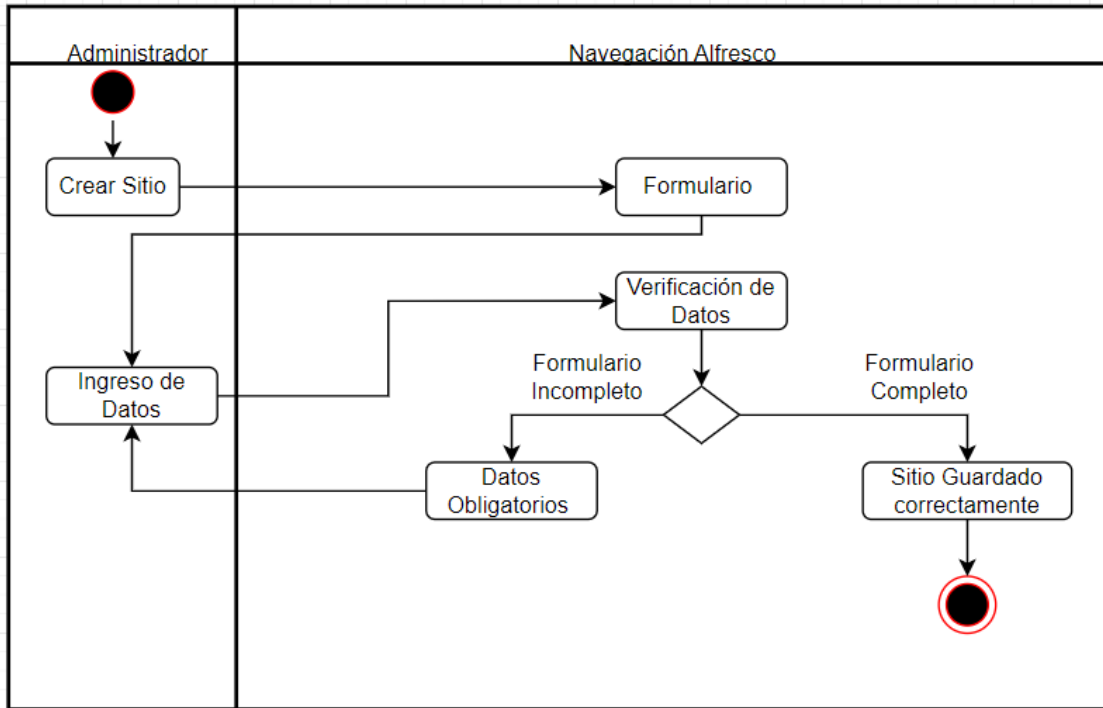 Administrador
Navegación Alfresco
Crear Sitio
Formulario
Verificación de
Datos
Formulario
Incompleto
Formulario
Completo
Ingreso de
Datos
Datos
Obligatorios
Sitio Guardado
correctamente